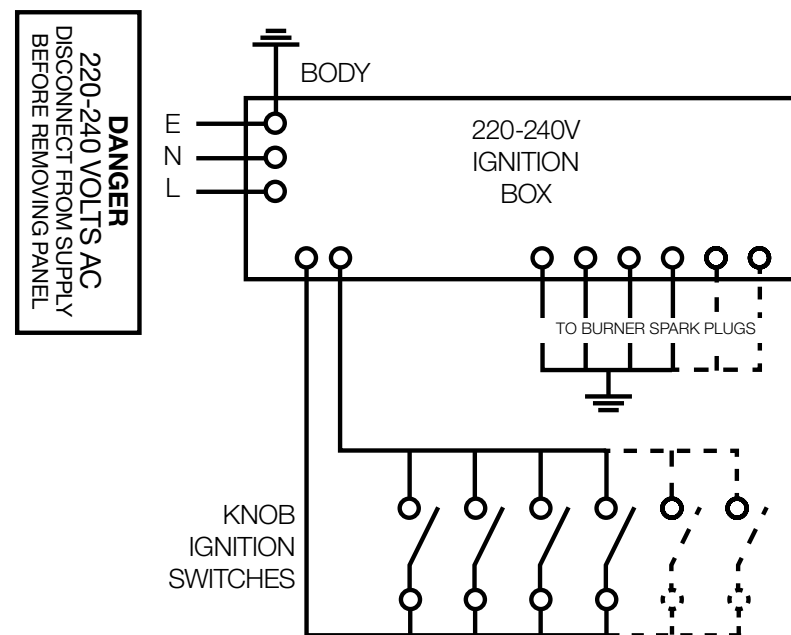 DANGER
220-240 VOLTS AC
DISCONNECT FROM SUPPLY
BEFORE REMOVING PANEL
BODY
E
N
L
220-240V
IGNITION
BOX
TO BURNER SPARK PLUGS
KNOB
IGNITION
SWITCHES